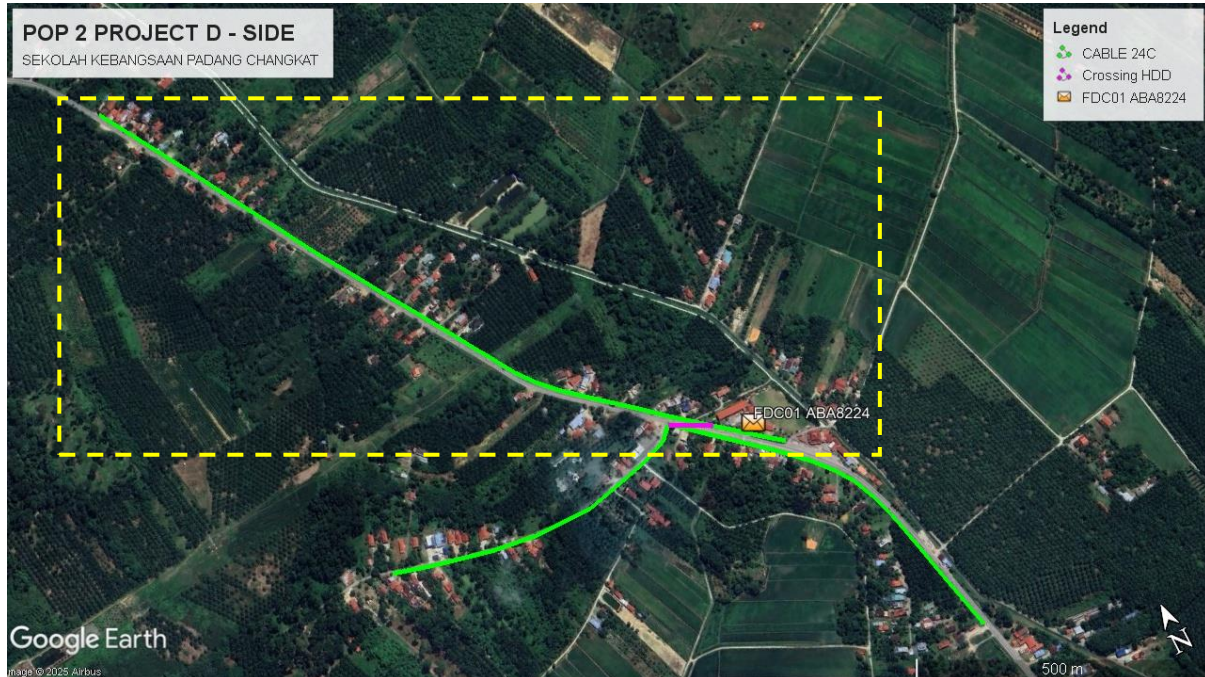 POP 2 PROJECT D - SIDE
SEKOLAH KEBANGSAAN PADANG CHANGKAT
Legend
CABLE 24C
Crossing HDD
FDC01 ABA8224
FDC01 ABA8224
N
Google Earth
Image © 2025 Airbus
500 m